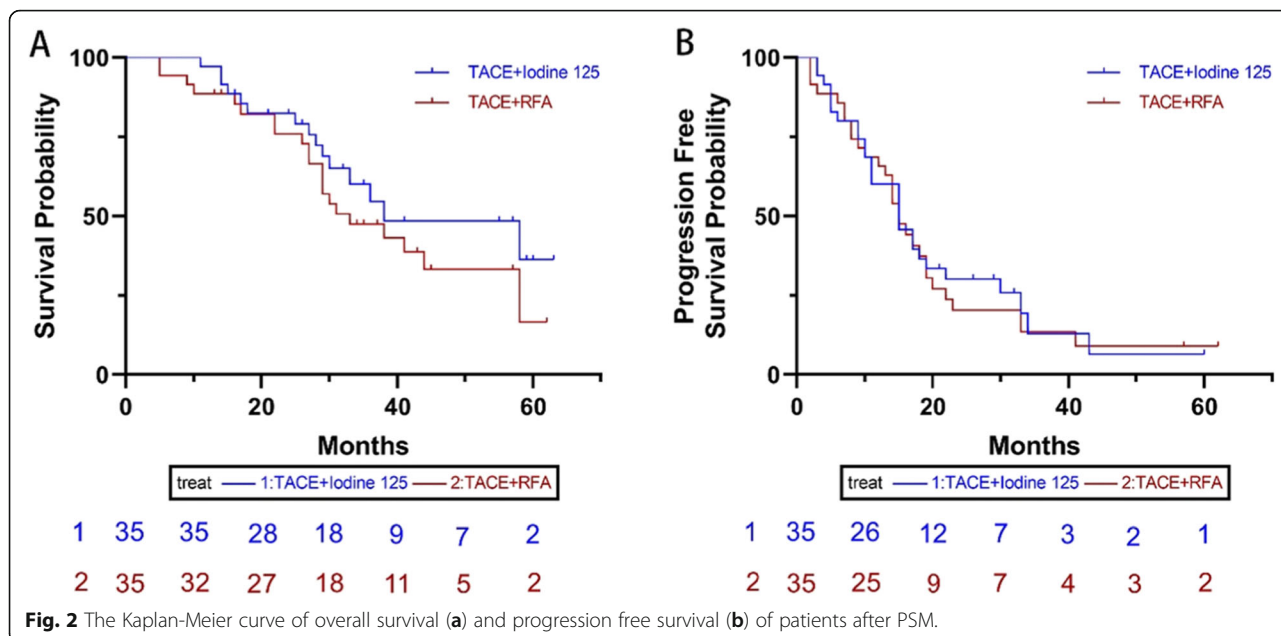 A
Survival Probability
100
50
0
TACE+Iodine 125
TACE+RFA
0 20 40 60
Months
treat 1:TACE+Iodine 125 2:TACE+RFA
1 35 35 28 18 9 7 2
2 35 32 27 18 11 5 2
B
Progression Free
Survival Probability
100
50
0
TACE+Iodine 125
TACE+RFA
0 20 40 60
Months
treat 1:TACE+Iodine 125 2:TACE+RFA
1 35 26 12 7 3 2 1
2 35 25 9 7 4 3 2
Fig. 2 The Kaplan-Meier curve of overall survival (a) and progression free survival (b) of patients after PSM.